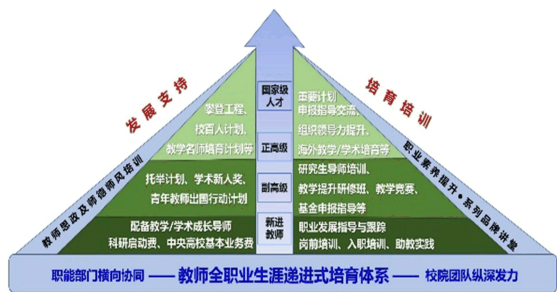 发展支持
培育培训
教师思政及师德师风培训
职业素养提升·系列品牌讲堂
国家级
人才
正高级
副高级
新进
教师
攀登工程、
校百人计划、
教学名师培育计划等
重要计划
申报指导交流、
组织领导力提升、
海外教学/学术培育等
托举计划、学术新人奖、
青年教师出国行动计划
研究生导师培训、
教学提升研修班、教学竞赛、
基金申报指导等
配备教学/学术成长导师
科研启动费、中央高校基本业务费
职业发展指导与跟踪
岗前培训、入职培训、助教实践
职能部门横向协同 —— 教师全职业生涯递进式培育体系 —— 校院团队纵深发力